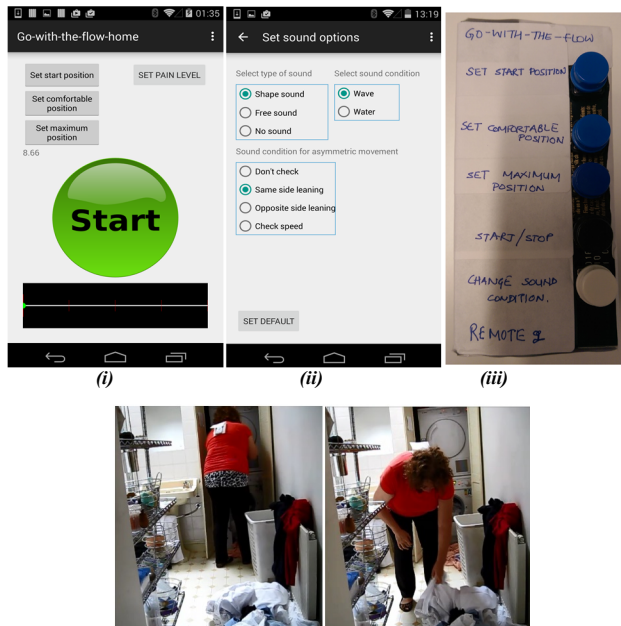 01:35
Go-with-the-flow-home
Set start position
SET PAIN LEVEL
Set comfortable
position
Set maximum
position
8.66
Start
(i)
13:19
Set sound options
Select type of sound
Select sound condition
Shape sound
Wave
Free sound
Water
No sound
Sound condition for asymmetric movement
Don't check
Same side leaning
Opposite side leaning
Check speed
SET DEFAULT
(ii)
GO-WITH-THE-FLOW
SET START POSITION
SET COMFORTABLE
POSITION
SET MAXIMUM
POSITION
START/STOP
CHANGE SOUND
CONDITION.
REMOTE 2
(iii)